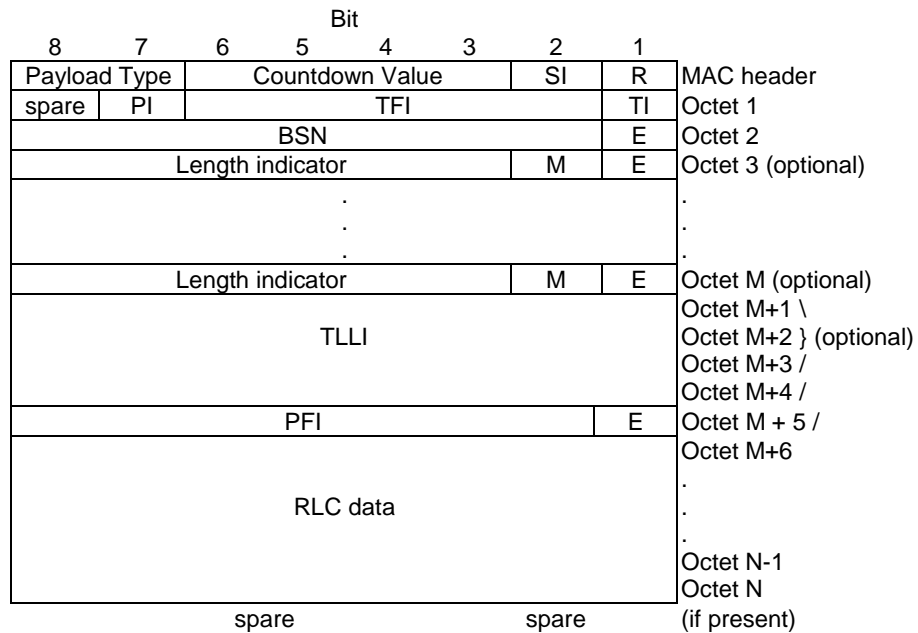 Bit
8 7 6 5 4 3 2 1
Payload Type Countdown Value SI R MAC header
spare PI TFI TI Octet 1
BSN E Octet 2
Length indicator M E Octet 3 (optional)
. .
. .
. .
Length indicator M E Octet M (optional)
Octet M+1 \
TLLI Octet M+2 } (optional)
Octet M+3 /
Octet M+4 /
PFI E Octet M + 5 /
Octet M+6
.
RLC data .
.
Octet N-1
Octet N
spare spare (if present)